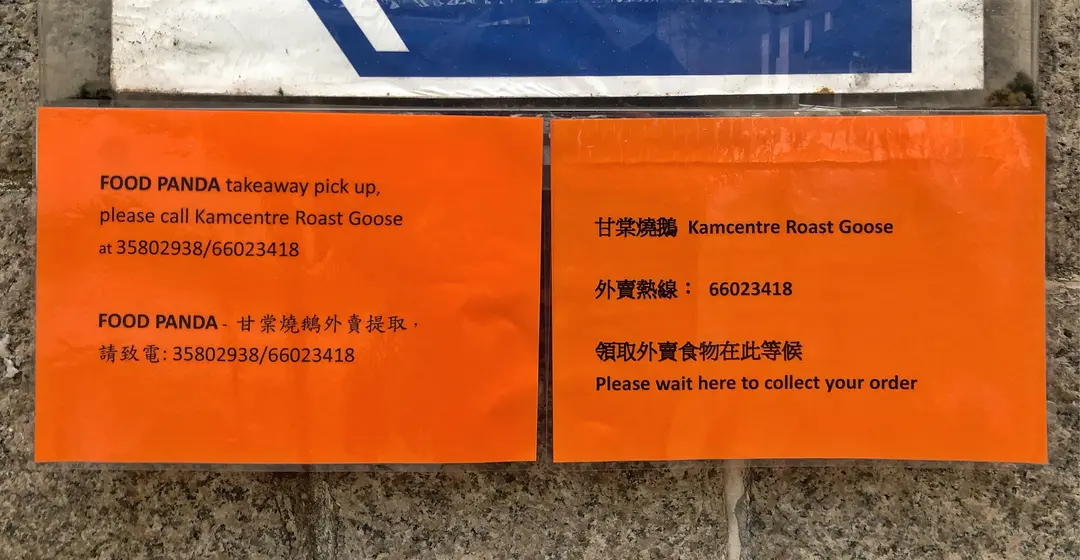 FOOD PANDA takeaway pick up,
please call Kamcentre Roast Goose
at 35802938/66023418
FOOD PANDA - 甘棠燒鵝外賣提取，
請致電: 35802938/66023418
甘棠燒鵝 Kamcentre Roast Goose
外賣熱線： 66023418
領取外賣食物在此等候
Please wait here to collect your order